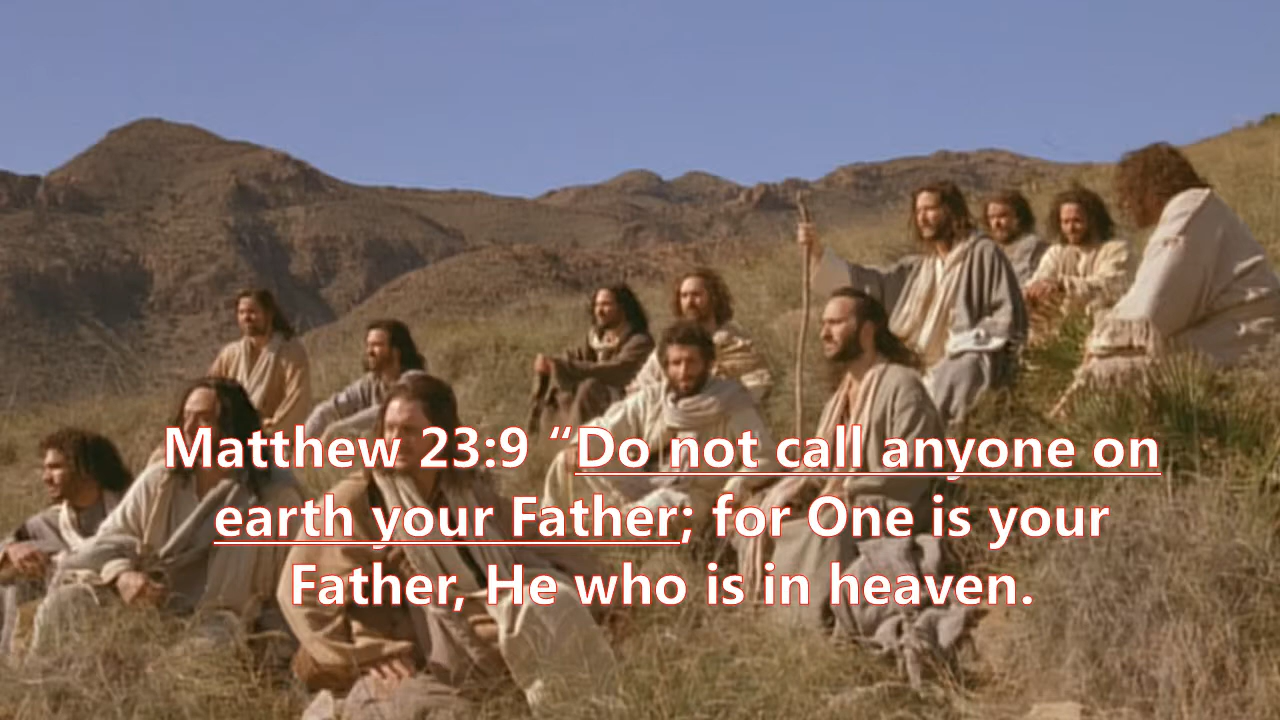 Matthew 23:9 “Do not call anyone on
earth your Father; for One is your
Father, He who is in heaven.